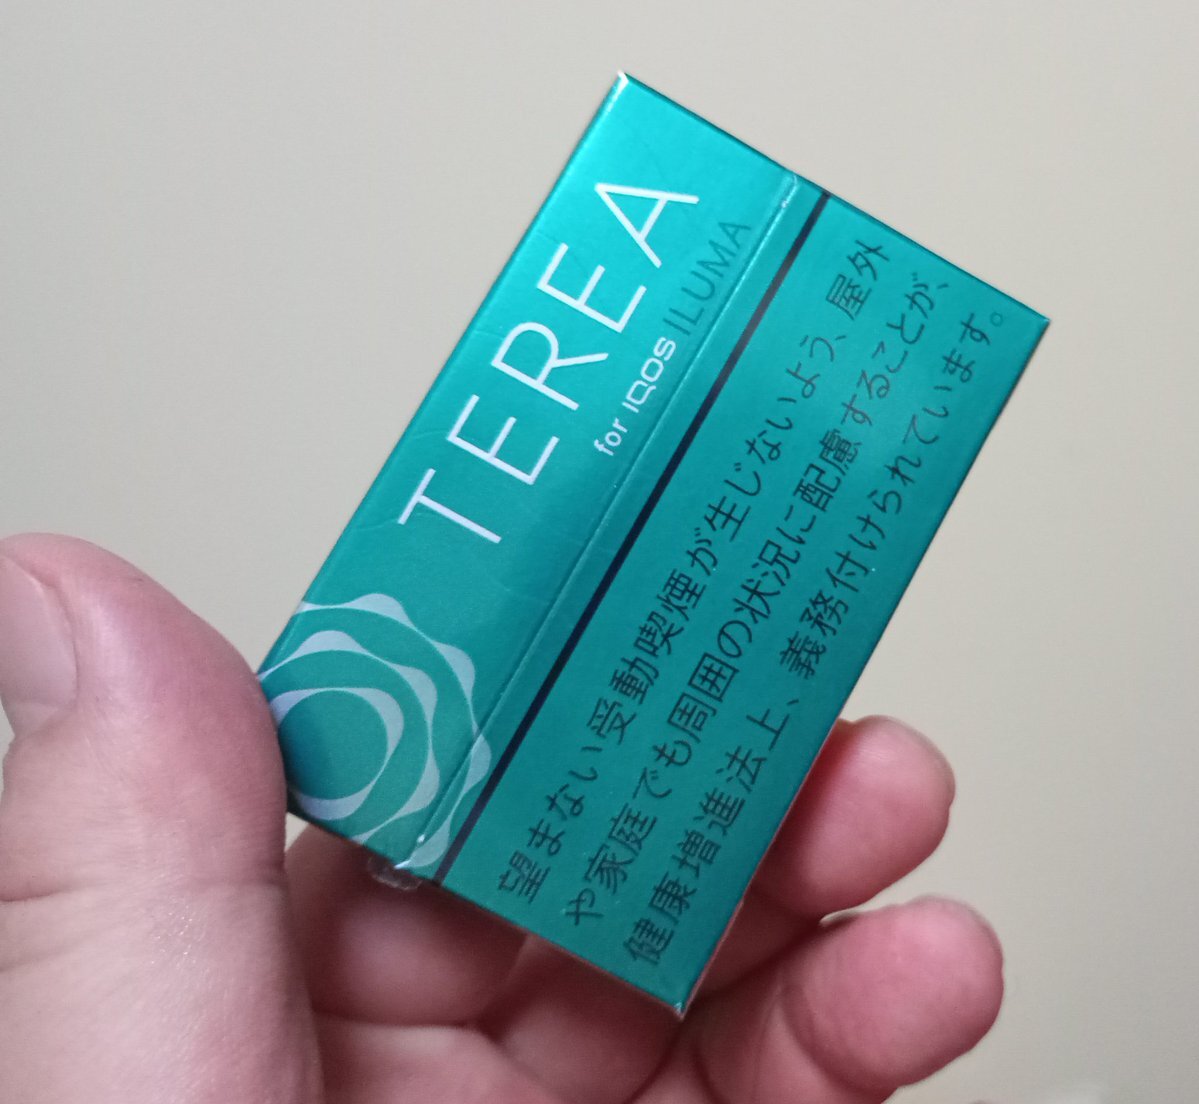 TEREA
for IQOS ILUMA
望まない受動喫煙が生じないよう、屋外
や家庭でも周囲の状況に配慮することが、
健康増進法上、義務付けられています。